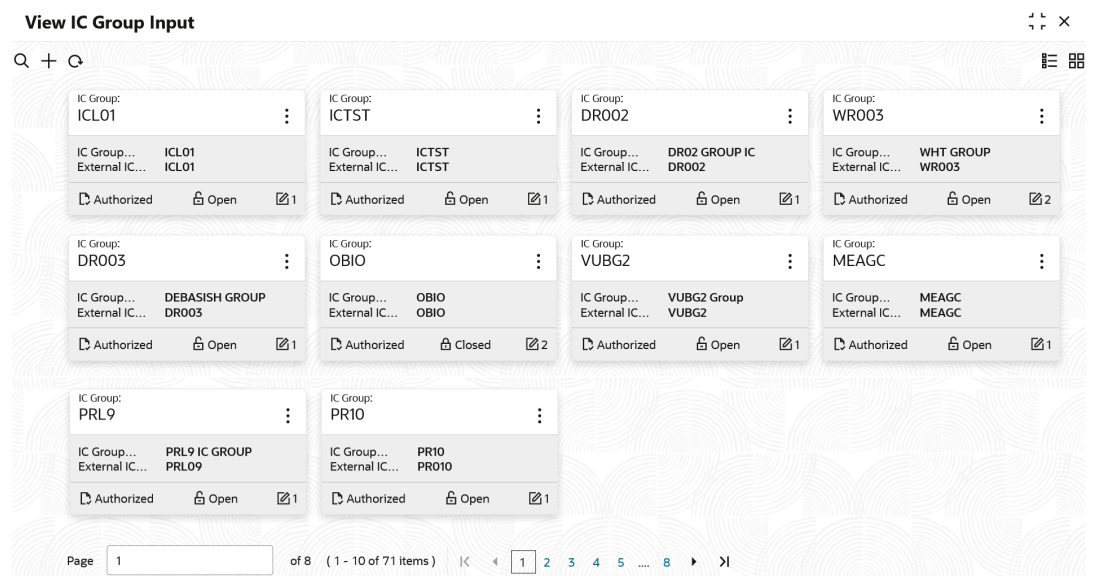 View IC Group Input
IC Group: IC Group: IC Group: IC Group:
ICL01 ICTST DR002 WR003
IC Group... ICL01 IC Group... ICTST IC Group... DR02 GROUP IC IC Group... WHT GROUP
External IC... ICL01 External IC... ICTST External IC... DR002 External IC... WR003
Authorized Open 1 Authorized Open 1 Authorized Open 1 Authorized Open 2
IC Group: IC Group: IC Group: IC Group:
DR003 OBIO VUBG2 MEAGC
IC Group... DEBASISH GROUP IC Group... OBIO IC Group... VUBG2 Group IC Group... MEAGC
External IC... DR003 External IC... OBIO External IC... VUBG2 External IC... MEAGC
Authorized Open 1 Authorized Closed 2 Authorized Open 1 Authorized Open 1
IC Group: IC Group:
PRL9 PR10
IC Group... PRL9 IC GROUP IC Group... PR10
External IC... PRL09 External IC... PR010
Authorized Open 1 Authorized Open 1
Page 1 of 8 ( 1 - 10 of 71 items ) 1 2 3 4 5 .... 8